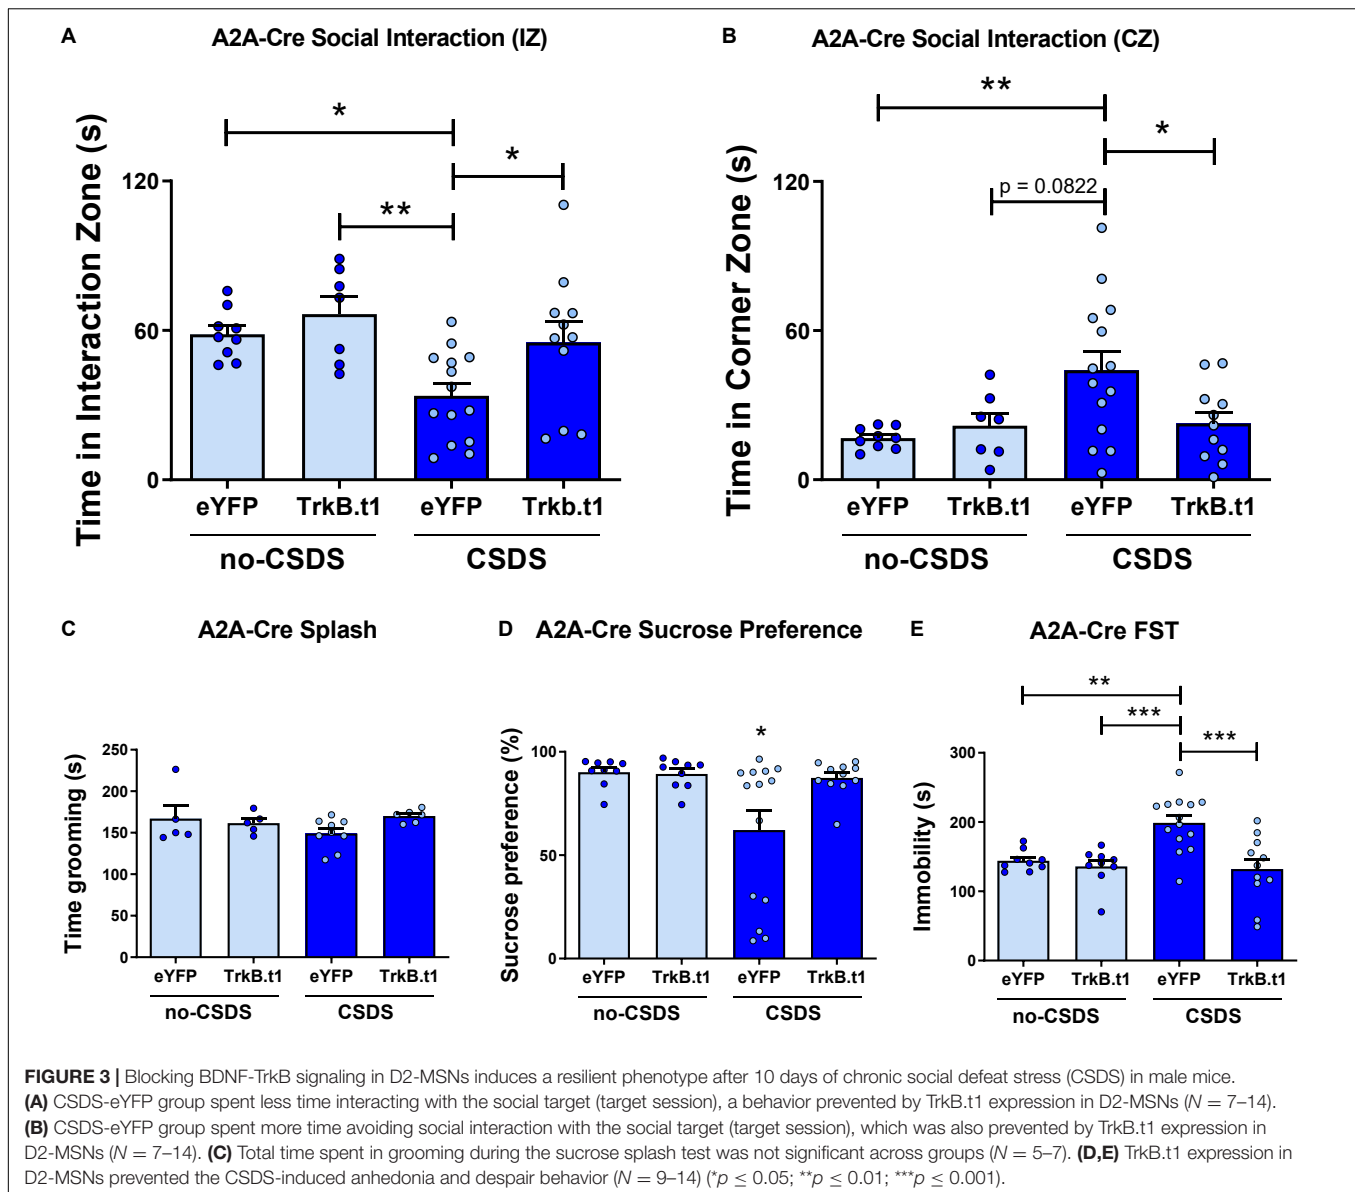 A
A2A-Cre Social Interaction (IZ)
Time in Interaction Zone (s)
120
60
0
*
*
**
eYFP
TrkB.t1
eYFP
Trkb.t1
no-CSDS
CSDS
B
A2A-Cre Social Interaction (CZ)
Time in Corner Zone (s)
120
60
0
**
*
p = 0.0822
eYFP
TrkB.t1
eYFP
TrkB.t1
no-CSDS
CSDS
C
A2A-Cre Splash
Time grooming (s)
250
200
150
100
50
0
eYFP
TrkB.t1
eYFP
TrkB.t1
no-CSDS
CSDS
D
A2A-Cre Sucrose Preference
Sucrose preference (%)
100
50
0
*
eYFP
TrkB.t1
eYFP
TrkB.t1
no-CSDS
CSDS
E
A2A-Cre FST
Immobility (s)
300
200
100
0
**
***
***
eYFP
TrkB.t1
eYFP
TrkB.t1
no-CSDS
CSDS
FIGURE 3 | Blocking BDNF-TrkB signaling in D2-MSNs induces a resilient phenotype after 10 days of chronic social defeat stress (CSDS) in male mice.
(A) CSDS-eYFP group spent less time interacting with the social target (target session), a behavior prevented by TrkB.t1 expression in D2-MSNs (N = 7–14).
(B) CSDS-eYFP group spent more time avoiding social interaction with the social target (target session), which was also prevented by TrkB.t1 expression in
D2-MSNs (N = 7–14). (C) Total time spent in grooming during the sucrose splash test was not significant across groups (N = 5–7). (D,E) TrkB.t1 expression in
D2-MSNs prevented the CSDS-induced anhedonia and despair behavior (N = 9–14) (*p ≤ 0.05; **p ≤ 0.01; ***p ≤ 0.001).